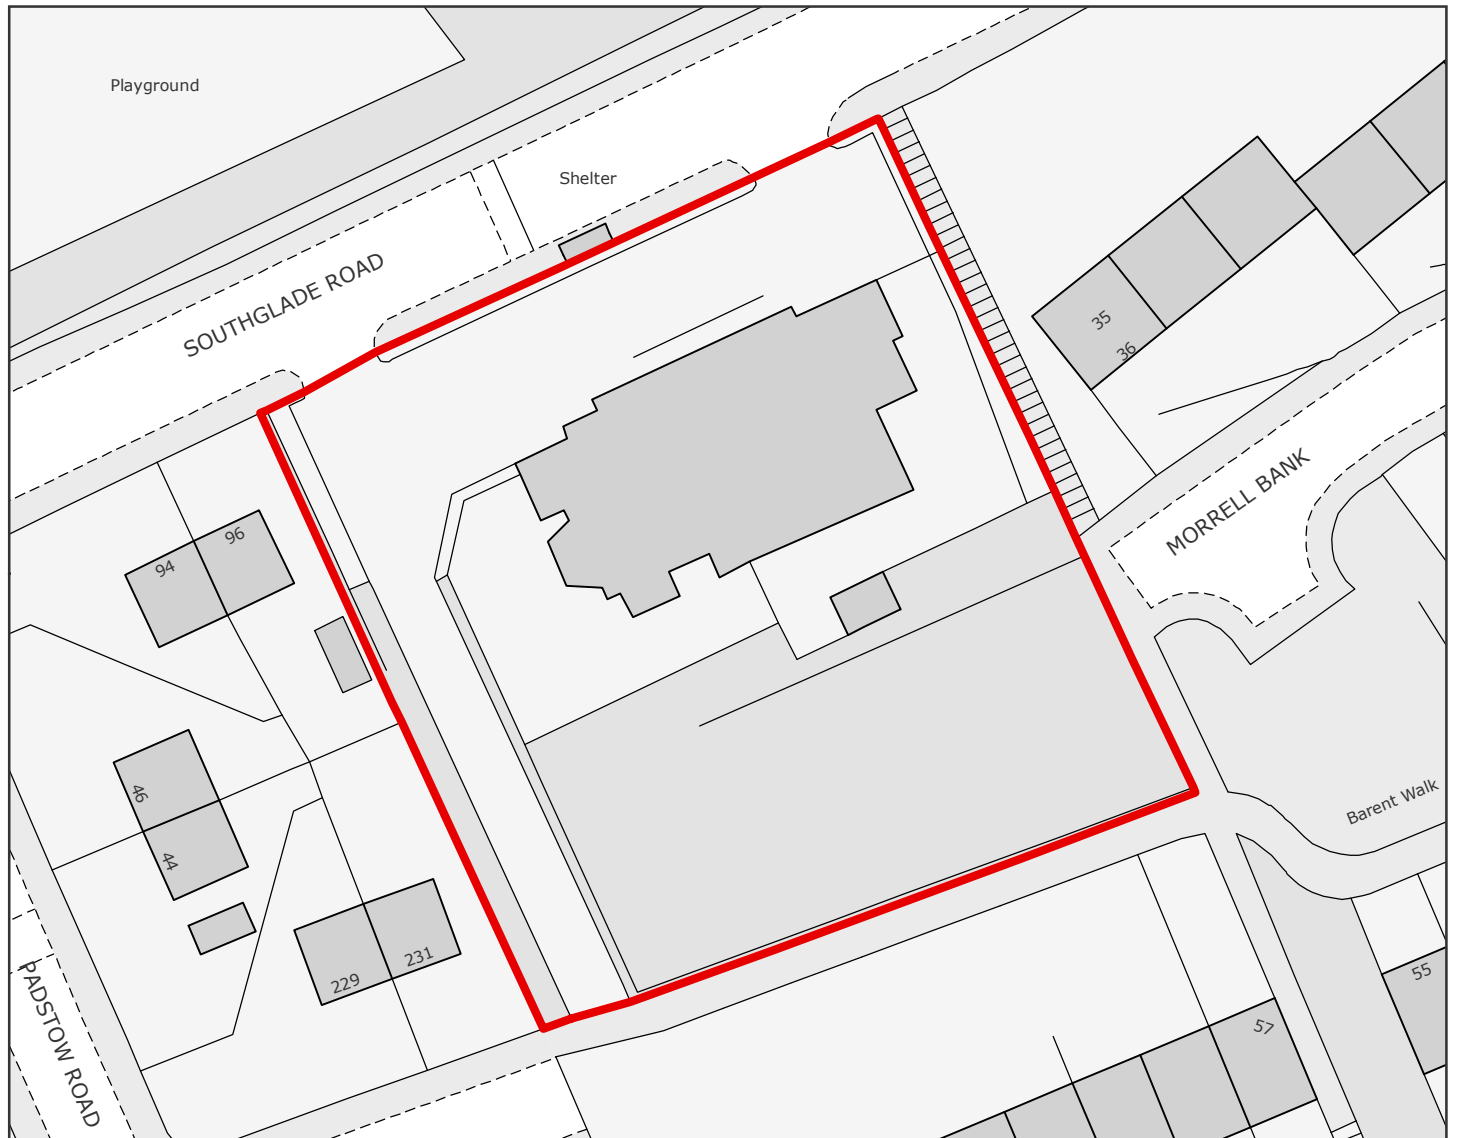 Playground
Shelter
SOUTHGLADE ROAD
35
36
MORRELL BANK
96
94
46
44
Barent Walk
231
229
55
PADSTOW ROAD
57